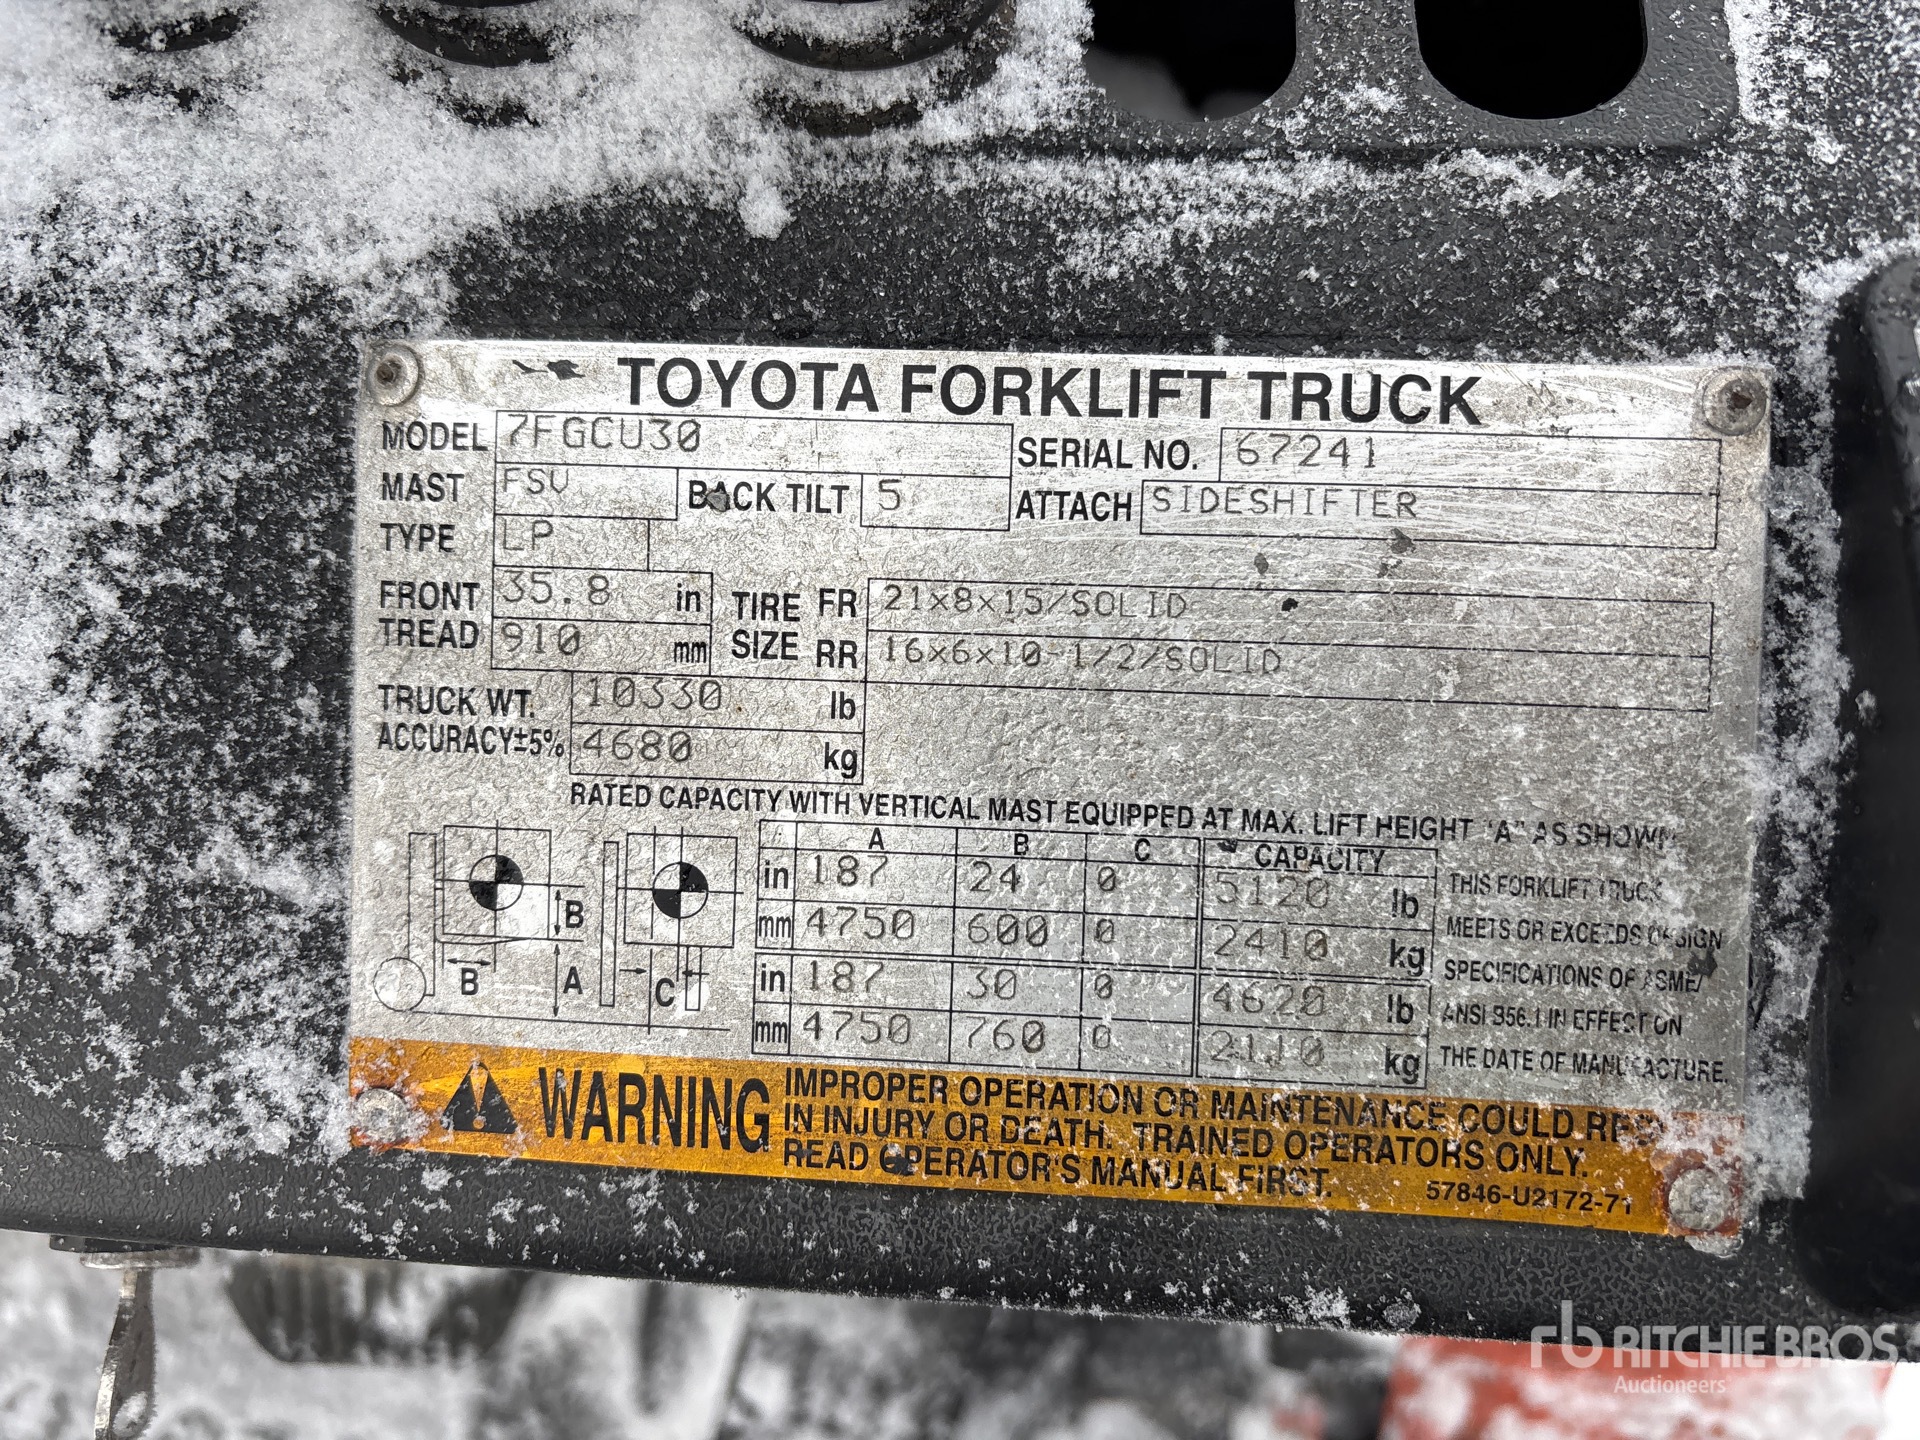 TOYOTA FORKLIFT TRUCK
MODEL 7FGCU30 SERIAL NO. 67241
MAST FSV BACK TILT 5 ATTACH SIDESHIFTER
TYPE LP
FRONT TREAD 35.8 in TIRE SIZE FR 21x8x15/SOLID
910 mm RR 16x6x10-1/2/SOLID
TRUCK WT. 10330 lb
ACCURACY±5% 4680 kg
RATED CAPACITY WITH VERTICAL MAST EQUIPPED AT MAX. LIFT HEIGHT "A" AS SHOWN
A B C CAPACITY
in 187 24 0 5120 lb
mm 4750 600 0 2410 kg
in 187 30 0 4620 lb
mm 4750 760 0 2110 kg
B
B A C
THIS FORKLIFT TRUCK
MEETS OR EXCEEDS DESIGN
SPECIFICATIONS OF ASME/
ANSI B56.1 IN EFFECT ON
THE DATE OF MANUFACTURE.
WARNING
IMPROPER OPERATION OR MAINTENANCE COULD
IN INJURY OR DEATH. TRAINED OPERATORS ONLY.
READ OPERATOR'S MANUAL FIRST.
57846-U2172-71
rb RITCHIE BROS
Auctioneers